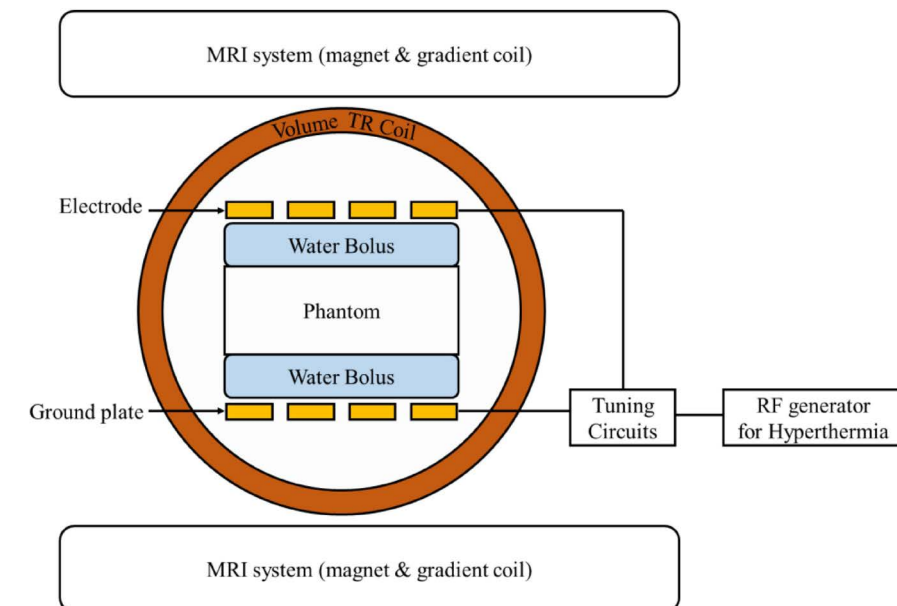 MRI system (magnet & gradient coil)
Volume TR Coil
Electrode
Water Bolus
Phantom
Water Bolus
Ground plate
Tuning
Circuits
RF generator
for Hyperthermia
MRI system (magnet & gradient coil)